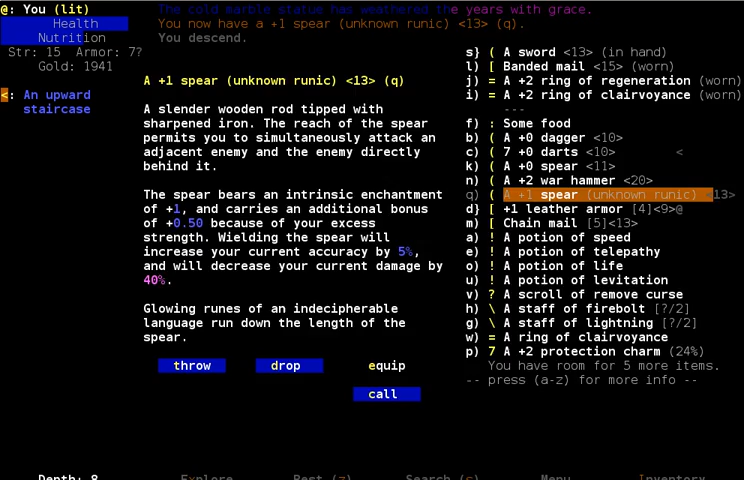 @: You (lit)
Health
Nutrition
Str: 15 Armor: 7?
Gold: 1941
<: An upward
staircase
The cold marble statue has weathered the years with grace.
You now have a +1 spear (unknown runic) <13> (q).
You descend.
A +1 spear (unknown runic) <13> (q)
A slender wooden rod tipped with
sharpened iron. The reach of the spear
permits you to simultaneously attack an
adjacent enemy and the enemy directly
behind it.
The spear bears an intrinsic enchantment
of +1, and carries an additional bonus
of +0.50 because of your excess
strength. Wielding the spear will
increase your current accuracy by 5%,
and will decrease your current damage by
40%.
Glowing runes of an indecipherable
language run down the length of the
spear.
throw drop equip
call
s} ( A sword <13> (in hand)
l) [ Banded mail <15> (worn)
j) = A +2 ring of regeneration (worn)
i) = A +2 ring of clairvoyance (worn)
---
f) : Some food
b) ( A +0 dagger <10>
c) ( 7 +0 darts <10> <
k) ( A +0 spear <11>
n) ( A +2 war hammer <20>
q) ( A +1 spear (unknown runic) <13>
d} [ +1 leather armor [4]<9>@
m) [ Chain mail [5]<13>
a) ! A potion of speed
e) ! A potion of telepathy
o) ! A potion of life
u) ! A potion of levitation
v) ? A scroll of remove curse
h) \ A staff of firebolt [?/2]
g) \ A staff of lightning [?/2]
w) = A ring of clairvoyance
p) 7 A +2 protection charm (24%)
You have room for 5 more items.
-- press (a-z) for more info --
Depth: 8 Explore Rest (z) Search (s) Menu Inventory